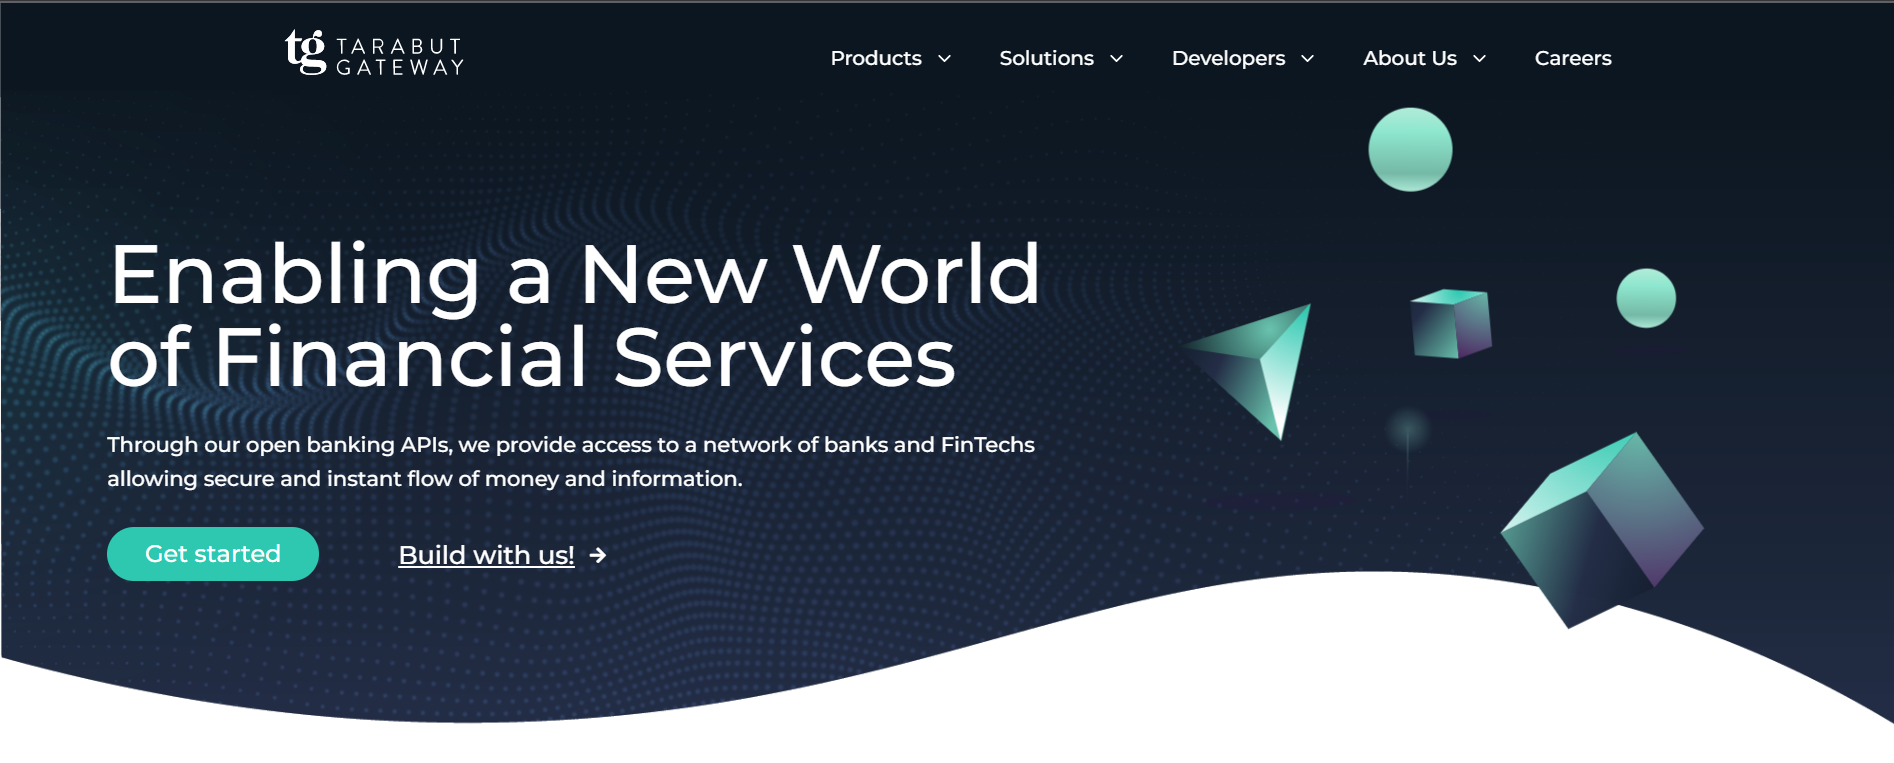 tg TARABUT
GATEWAY
Products
Solutions
Developers
About Us
Careers
Enabling a New World
of Financial Services
Through our open banking APIs, we provide access to a network of banks and FinTechs
allowing secure and instant flow of money and information.
Get started
Build with us!